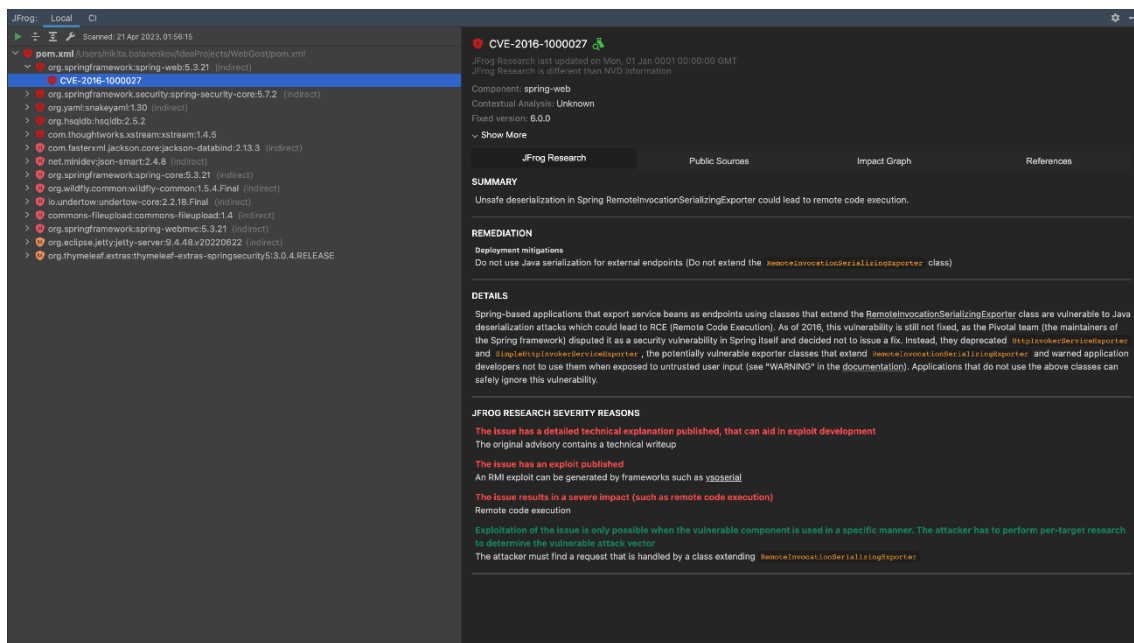 JFrog: Local CI
Scanned: 21 Apr 2023, 01:56:15
pom.xml /Users/nikita.balanenkov/IdeaProjects/WebGoat/pom.xml
org.springframework:spring-web:5.3.21 (indirect)
CVE-2016-1000027
org.springframework.security:spring-security-core:5.7.2 (indirect)
org.yaml:snakeyaml:1.30 (indirect)
org.hsqldb:hsqldb:2.5.2
com.thoughtworks.xstream:xstream:1.4.5
com.fasterxml.jackson.core:jackson-databind:2.13.3 (indirect)
net.minidev:json-smart:2.4.8 (indirect)
org.springframework:spring-core:5.3.21 (indirect)
org.wildfly.common:wildfly-common:1.5.4.Final (indirect)
io.undertow:undertow-core:2.2.18.Final (indirect)
commons-fileupload:commons-fileupload:1.4 (indirect)
org.springframework:spring-webmvc:5.3.21 (indirect)
org.eclipse.jetty:jetty-server:9.4.48.v20220622 (indirect)
org.thymeleaf.extras:thymeleaf-extras-springsecurity5:3.0.4.RELEASE
CVE-2016-1000027
JFrog Research last updated on Mon, 01 Jan 0001 00:00:00 GMT
JFrog Research is different than NVD information
Component: spring-web
Contextual Analysis: Unknown
Fixed version: 6.0.0
Show More
JFrog Research Public Sources Impact Graph References
SUMMARY
Unsafe deserialization in Spring RemoteInvocationSerializingExporter could lead to remote code execution.
REMEDIATION
Deployment mitigations
Do not use Java serialization for external endpoints (Do not extend the RemoteInvocationSerializingExporter class)
DETAILS
Spring-based applications that export service beans as endpoints using classes that extend the RemoteInvocationSerializingExporter class are vulnerable to Java
deserialization attacks which could lead to RCE (Remote Code Execution). As of 2016, this vulnerability is still not fixed, as the Pivotal team (the maintainers of
the Spring framework) disputed it as a security vulnerability in Spring itself and decided not to issue a fix. Instead, they deprecated HttpInvokerServiceExporter
and SimpleHttpInvokerServiceExporter , the potentially vulnerable exporter classes that extend RemoteInvocationSerializingExporter and warned application
developers not to use them when exposed to untrusted user input (see "WARNING" in the documentation). Applications that do not use the above classes can
safely ignore this vulnerability.
JFROG RESEARCH SEVERITY REASONS
The issue has a detailed technical explanation published, that can aid in exploit development
The original advisory contains a technical writeup
The issue has an exploit published
An RMI exploit can be generated by frameworks such as ysoserial
The issue results in a severe impact (such as remote code execution)
Remote code execution
Exploitation of the issue is only possible when the vulnerable component is used in a specific manner. The attacker has to perform per-target research
to determine the vulnerable attack vector
The attacker must find a request that is handled by a class extending RemoteInvocationSerializingExporter